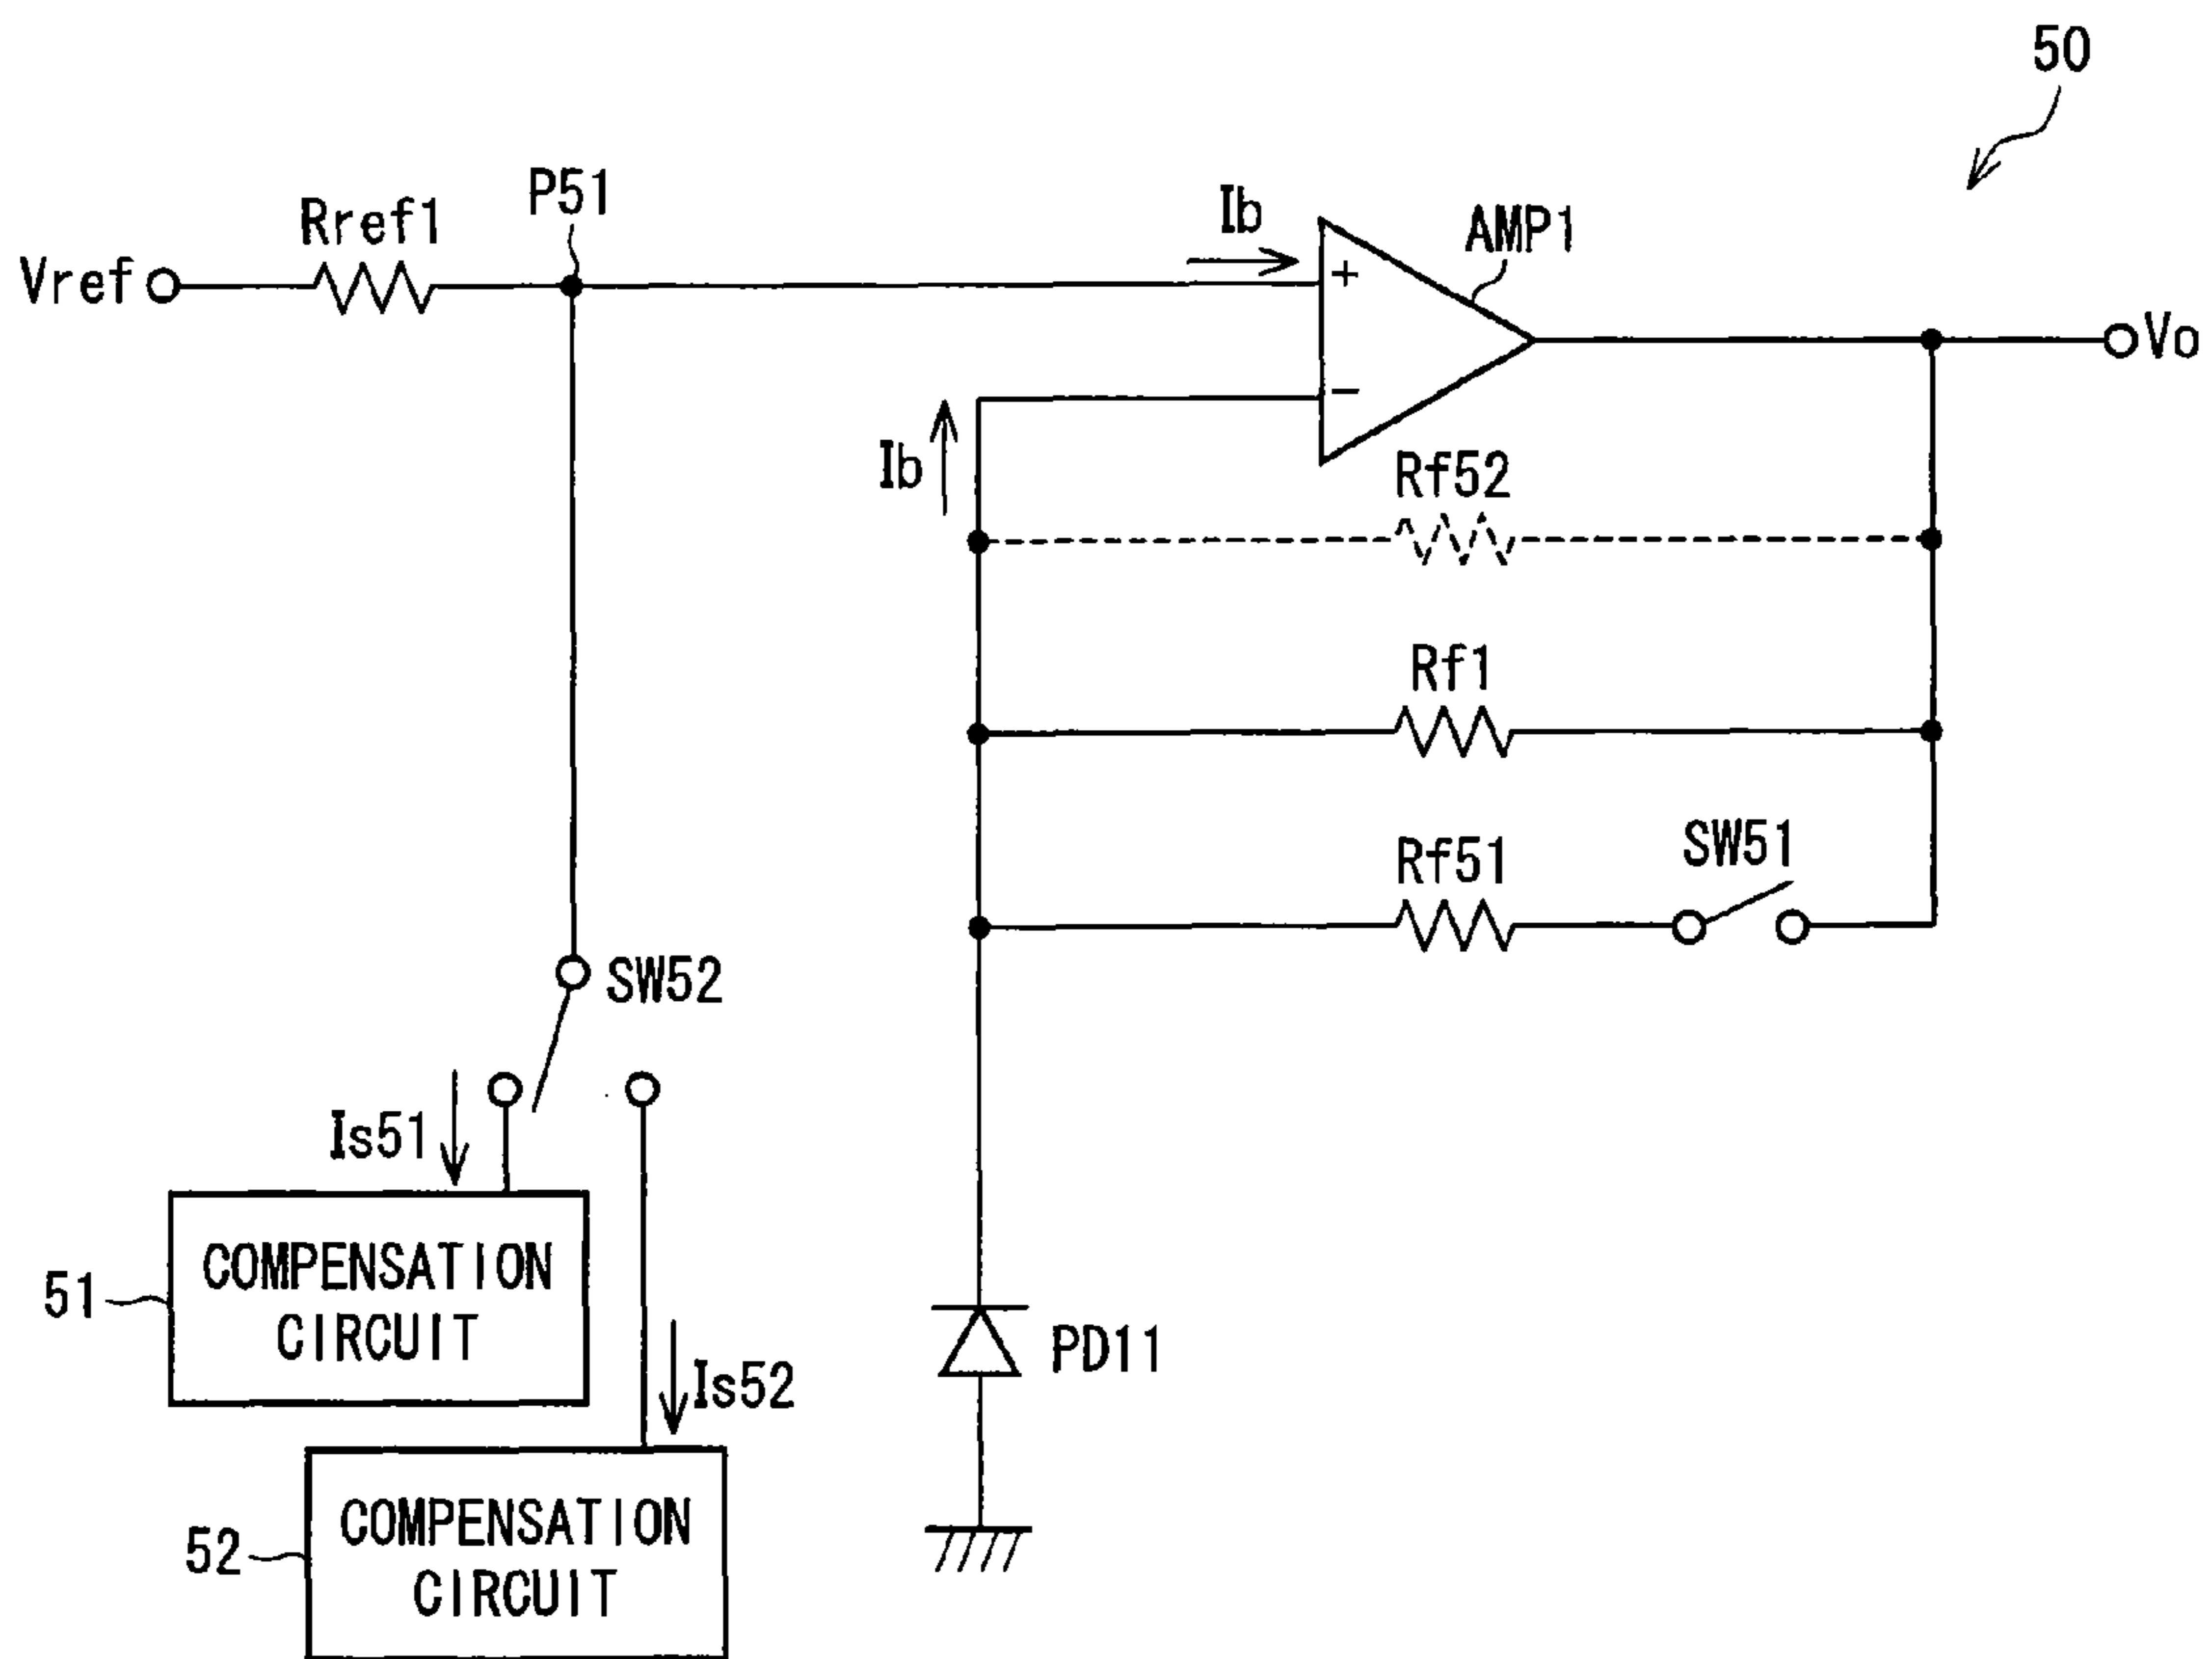 50
P51
Rref1
Vref
Ib
AMP1
+
Vo
−
Ib
Rf52
Rf1
Rf51
SW51
SW52
Is51
51
COMPENSATION
CIRCUIT
Is52
PD11
52
COMPENSATION
CIRCUIT